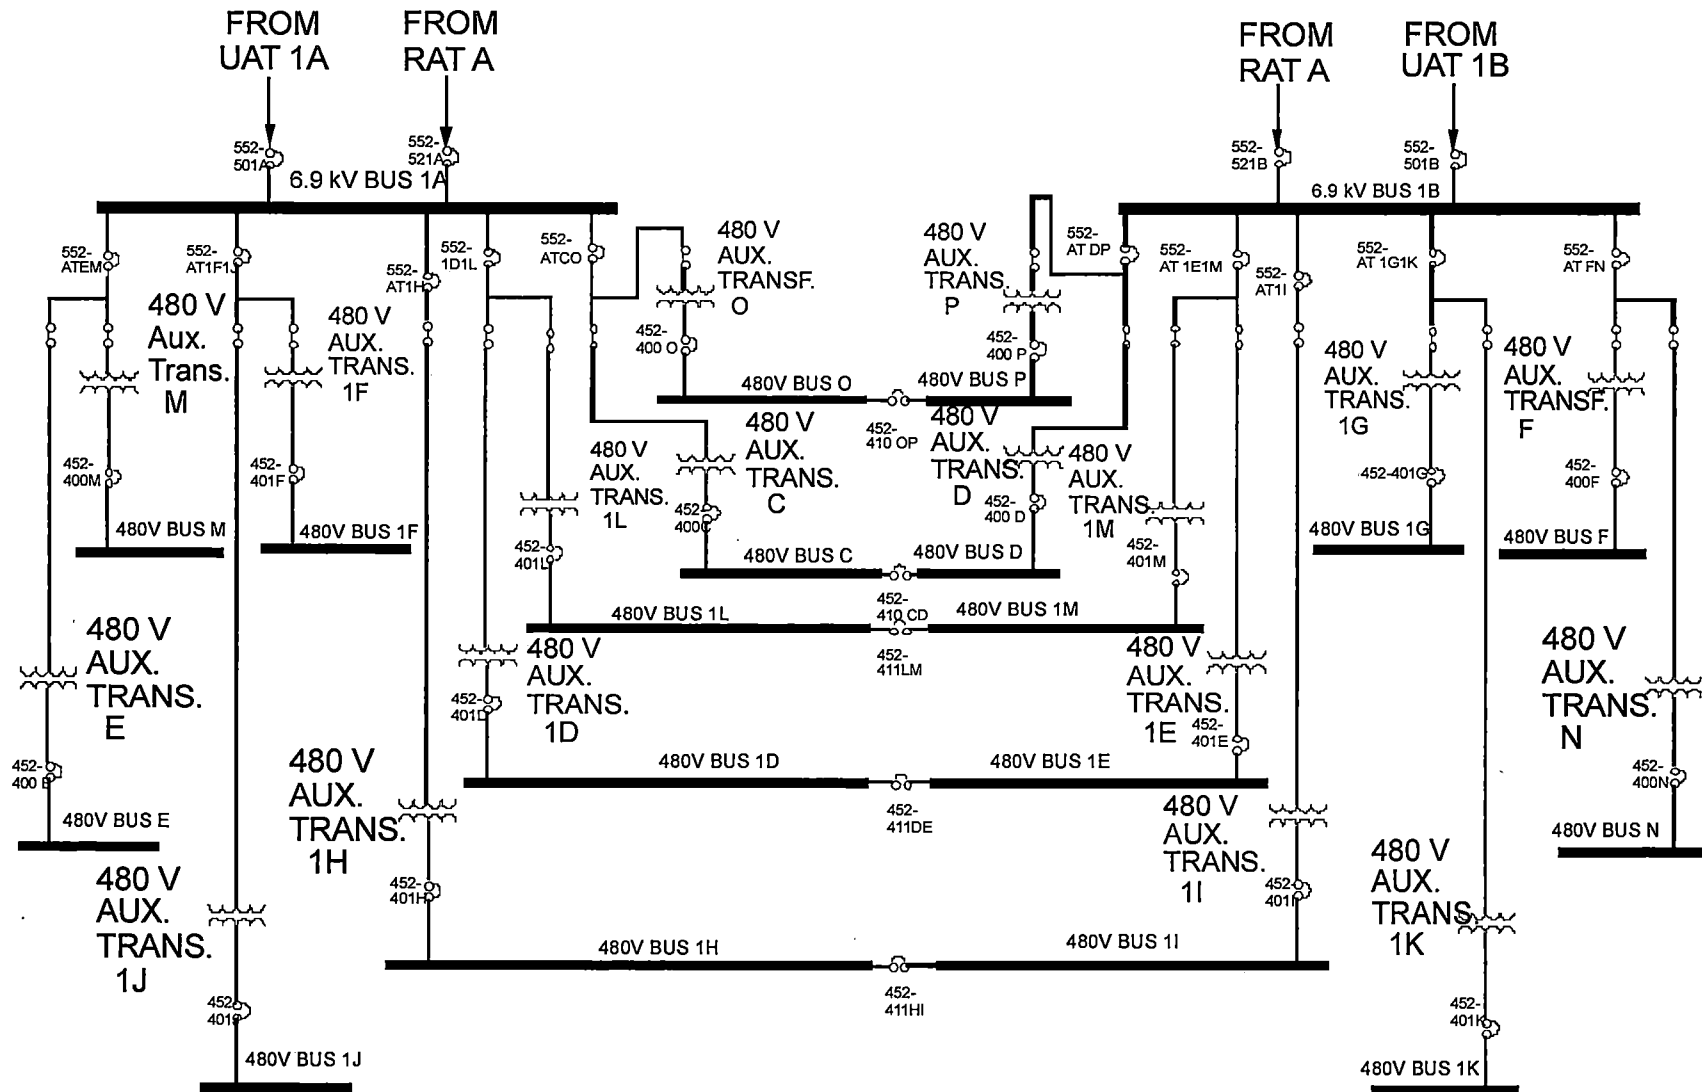 FROM
UAT 1A
FROM
RAT A
FROM
RAT A
FROM
UAT 1B
552-
501A
552-
521A
552-
521B
552-
501B
6.9 kV BUS 1A
6.9 kV BUS 1B
552-
ATEM
552-
AT1F1J
552-
AT1H
552-
1D1L
552-
ATCO
480 V
AUX.
TRANSF.
O
480 V
AUX.
TRANS.
P
552-
AT DP
552-
AT 1E1M
552-
AT1I
552-
AT 1G1K
552-
AT FN
480 V
Aux.
Trans.
M
480 V
AUX.
TRANS.
1F
452-
400 O
452-
400 P
480 V
AUX.
TRANS.
1G
480 V
AUX.
TRANSF.
F
480V BUS O
480V BUS P
452-
410 OP
452-
400M
452-
401F
480 V
AUX.
TRANS.
1L
480 V
AUX.
TRANS.
C
480 V
AUX.
TRANS.
D
480 V
AUX.
TRANS.
1M
452-401G
452-
400F
452-
400C
452-
400 D
480V BUS M
480V BUS 1F
452-
401L
452-
401M
480V BUS 1G
480V BUS F
480V BUS C
480V BUS D
452-
410 CD
480V BUS 1L
480V BUS 1M
452-
411LM
480 V
AUX.
TRANS.
E
480 V
AUX.
TRANS.
1D
480 V
AUX.
TRANS.
1E
480 V
AUX.
TRANS.
N
452-
401D
452-
401E
452-
400 E
452-
400N
480V BUS 1D
480V BUS 1E
452-
411DE
480V BUS E
480V BUS N
480 V
AUX.
TRANS.
1H
480 V
AUX.
TRANS.
1I
480 V
AUX.
TRANS.
1J
480 V
AUX.
TRANS.
1K
452-
401H
452-
401I
480V BUS 1H
480V BUS 1I
452-
411HI
452-
401J
452-
401K
480V BUS 1J
480V BUS 1K